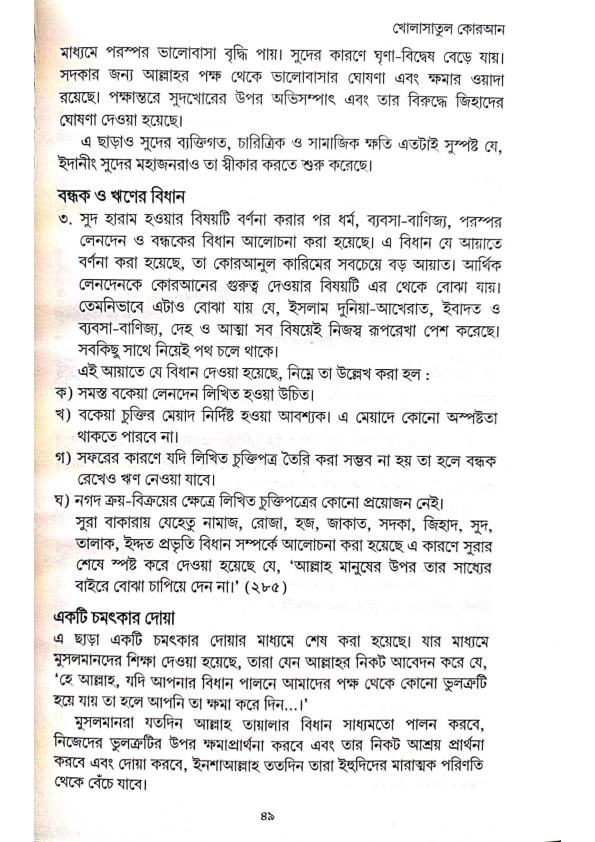 খোলাসাতুল কোরআন
মাধ্যমে পরস্পর ভালোবাসা বৃদ্ধি পায়। সুদের কারণে ঘৃণা-বিদ্বেষ বেড়ে যায়।
সদকার জন্য আল্লাহর পক্ষ থেকে ভালোবাসার ঘোষণা এবং ক্ষমার ওয়াদা
রয়েছে। পক্ষান্তরে সুদখোরের উপর অভিসম্পাৎ এবং তার বিরুদ্ধে জিহাদের
ঘোষণা দেওয়া হয়েছে।
এ ছাড়াও সুদের ব্যক্তিগত, চারিত্রিক ও সামাজিক ক্ষতি এতটাই সুস্পষ্ট যে,
ইদানীং সুদের মহাজনরাও তা স্বীকার করতে শুরু করেছে।
বন্ধক ও ঋণের বিধান
৩. সুদ হারাম হওয়ার বিষয়টি বর্ণনা করার পর ধর্ম, ব্যবসা-বাণিজ্য, পরস্পর
লেনদেন ও বন্ধকের বিধান আলোচনা করা হয়েছে। এ বিধান যে আয়াতে
বর্ণনা করা হয়েছে, তা কোরআনুল কারিমের সবচেয়ে বড় আয়াত। আর্থিক
লেনদেনকে কোরআনের গুরুত্ব দেওয়ার বিষয়টি এর থেকে বোঝা যায়।
তেমনিভাবে এটাও বোঝা যায় যে, ইসলাম দুনিয়া-আখেরাত, ইবাদত ও
ব্যবসা-বাণিজ্য, দেহ ও আত্মা সব বিষয়েই নিজস্ব রূপরেখা পেশ করেছে।
সবকিছু সাথে নিয়েই পথ চলে থাকে।
এই আয়াতে যে বিধান দেওয়া হয়েছে, নিম্নে তা উল্লেখ করা হল :
ক) সমস্ত বকেয়া লেনদেন লিখিত হওয়া উচিত।
খ) বকেয়া চুক্তির মেয়াদ নির্দিষ্ট হওয়া আবশ্যক। এ মেয়াদে কোনো অস্পষ্টতা
থাকতে পারবে না।
গ) সফরের কারণে যদি লিখিত চুক্তিপত্র তৈরি করা সম্ভব না হয় তা হলে বন্ধক
রেখেও ঋণ নেওয়া যাবে।
ঘ) নগদ ক্রয়-বিক্রয়ের ক্ষেত্রে লিখিত চুক্তিপত্রের কোনো প্রয়োজন নেই।
সুরা বাকারায় যেহেতু নামাজ, রোজা, হজ, জাকাত, সদকা, জিহাদ, সুদ,
তালাক, ইদ্দত প্রভৃতি বিধান সম্পর্কে আলোচনা করা হয়েছে এ কারণে সুরার
শেষে স্পষ্ট করে দেওয়া হয়েছে যে, ‘আল্লাহ মানুষের উপর তার সাধ্যের
বাইরে বোঝা চাপিয়ে দেন না।’ (২৮৫)
একটি চমৎকার দোয়া
এ ছাড়া একটি চমৎকার দোয়ার মাধ্যমে শেষ করা হয়েছে। যার মাধ্যমে
মুসলমানদের শিক্ষা দেওয়া হয়েছে, তারা যেন আল্লাহর নিকট আবেদন করে যে,
‘হে আল্লাহ, যদি আপনার বিধান পালনে আমাদের পক্ষ থেকে কোনো ভুলত্রুটি
হয়ে যায় তা হলে আপনি তা ক্ষমা করে দিন...।’
মুসলমানরা যতদিন আল্লাহ তায়ালার বিধান সাধ্যমতো পালন করবে,
নিজেদের ভুলত্রুটির উপর ক্ষমাপ্রার্থনা করবে এবং তার নিকট আশ্রয় প্রার্থনা
করবে এবং দোয়া করবে, ইনশাআল্লাহ ততদিন তারা ইহুদিদের মারাত্মক পরিণতি
থেকে বেঁচে যাবে।
৪৯